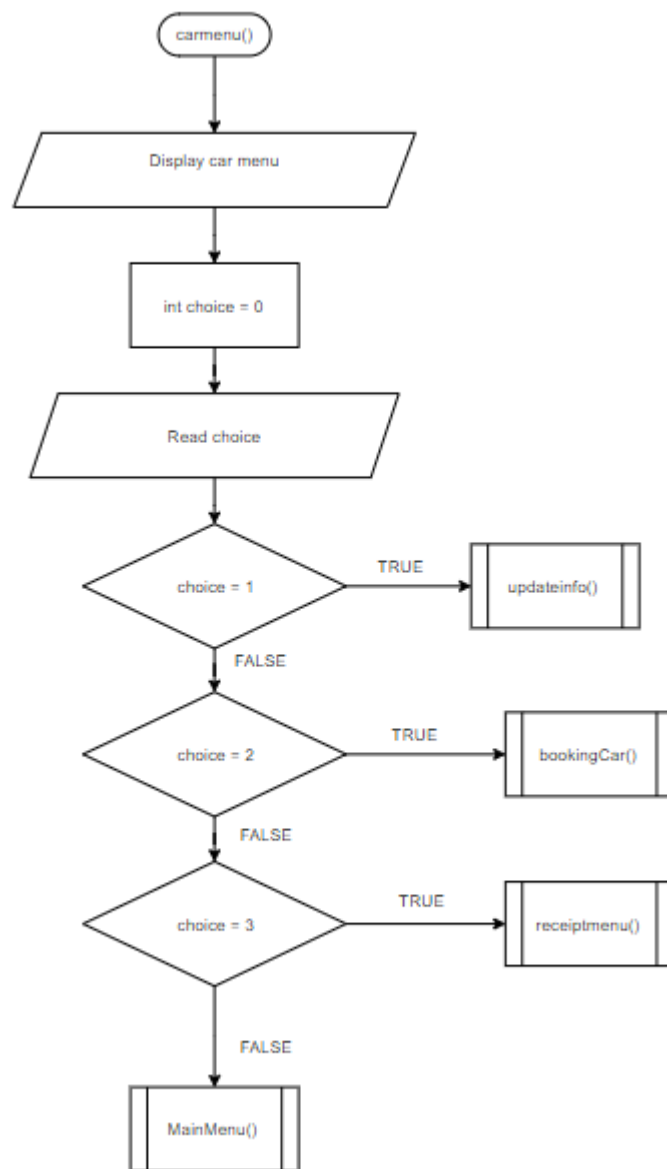 carmenu()
Display car menu
int choice = 0
Read choice
choice = 1
TRUE
updateinfo()
FALSE
choice = 2
TRUE
bookingCar()
FALSE
choice = 3
TRUE
receiptmenu()
FALSE
MainMenu()